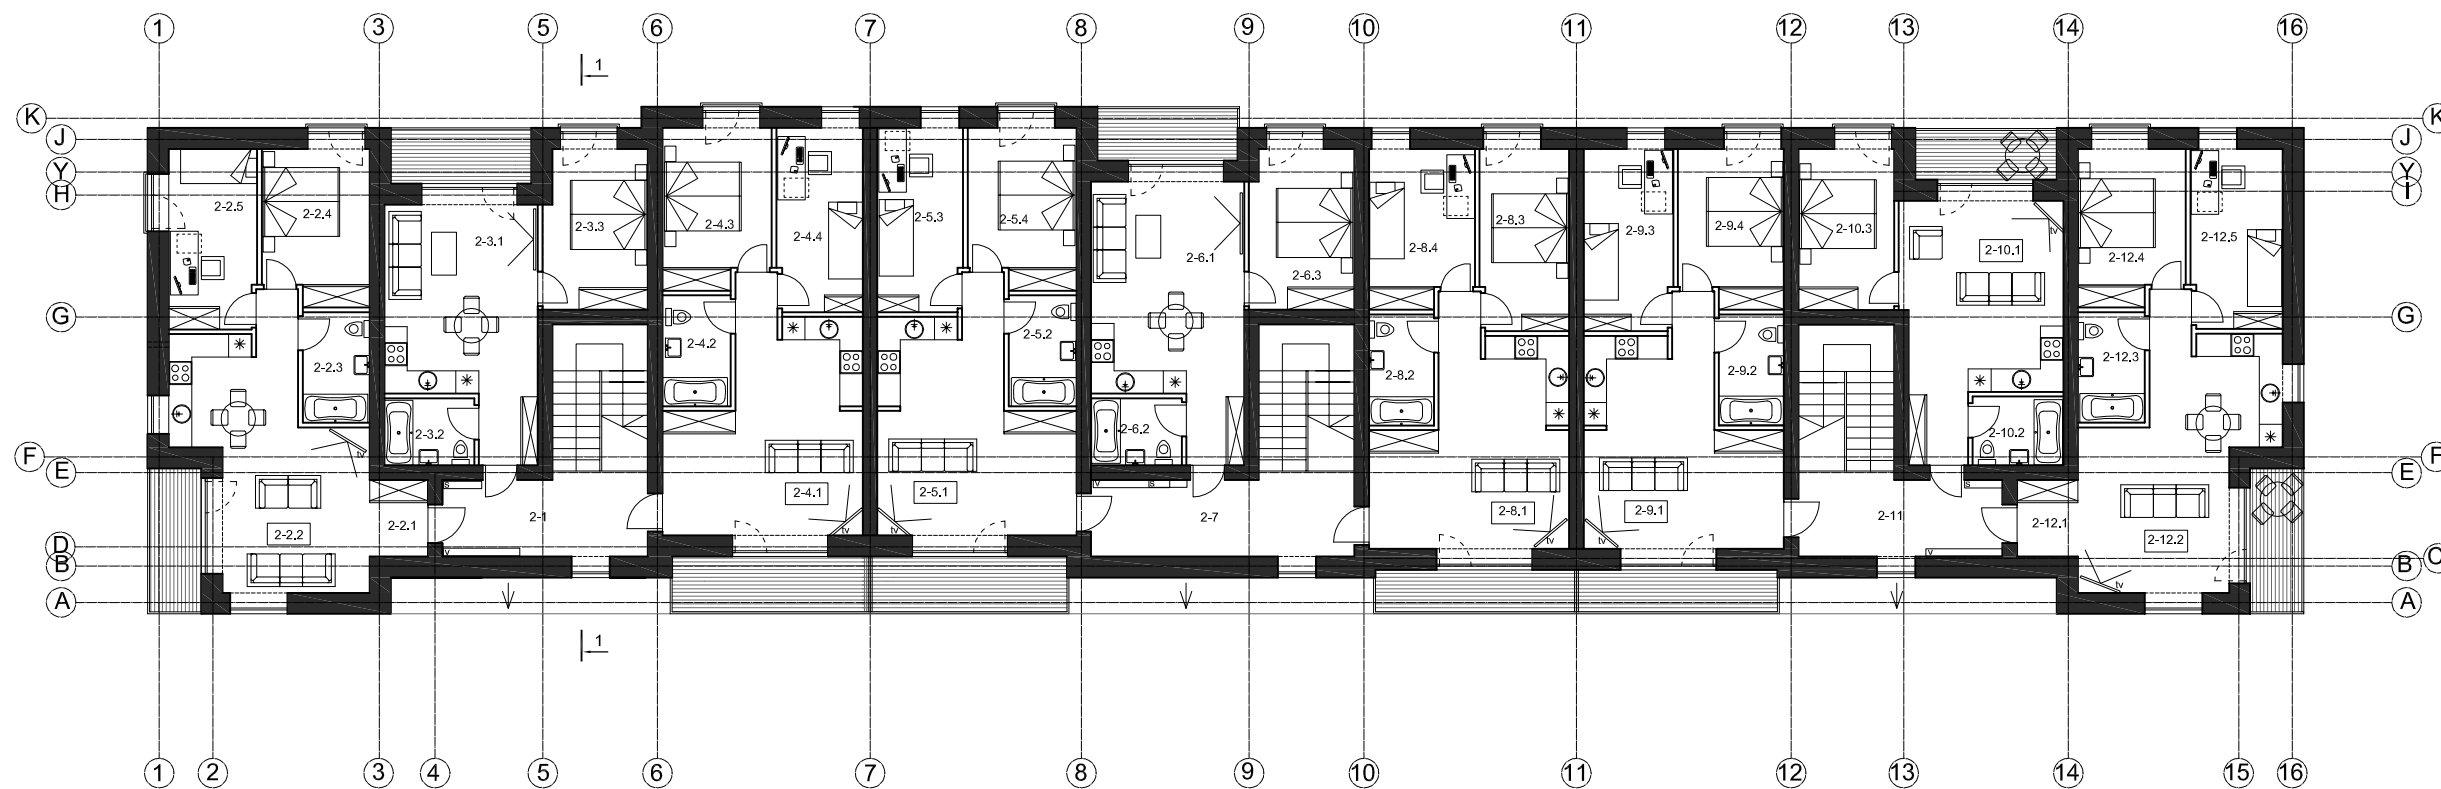 1 3 5 6 7 8 9 10 11 12 13 14 16
1
K K
J J
Y Y
H I
2-2.5 2-2.4 2-3.1 2-3.3 2-4.3 2-4.4 2-5.3 2-5.4 2-6.1 2-6.3 2-8.4 2-8.3 2-9.3 2-9.4 2-10.3 2-10.1 2-12.4 2-12.5
tv
G G
2-2.3 2-4.2 2-5.2 2-8.2 2-9.2 2-12.3
2-3.2 2-6.2 2-10.2
tv
F F
E E
s v s s
2-4.1 2-5.1 2-8.1 2-9.1
2-2.2 2-2.1 2-1 2-7 2-11 2-12.1 2-12.2
tv tv tv tv
D C
v v
B B
tv
A A
1
1 2 3 4 5 6 7 8 9 10 11 12 13 14 15 16